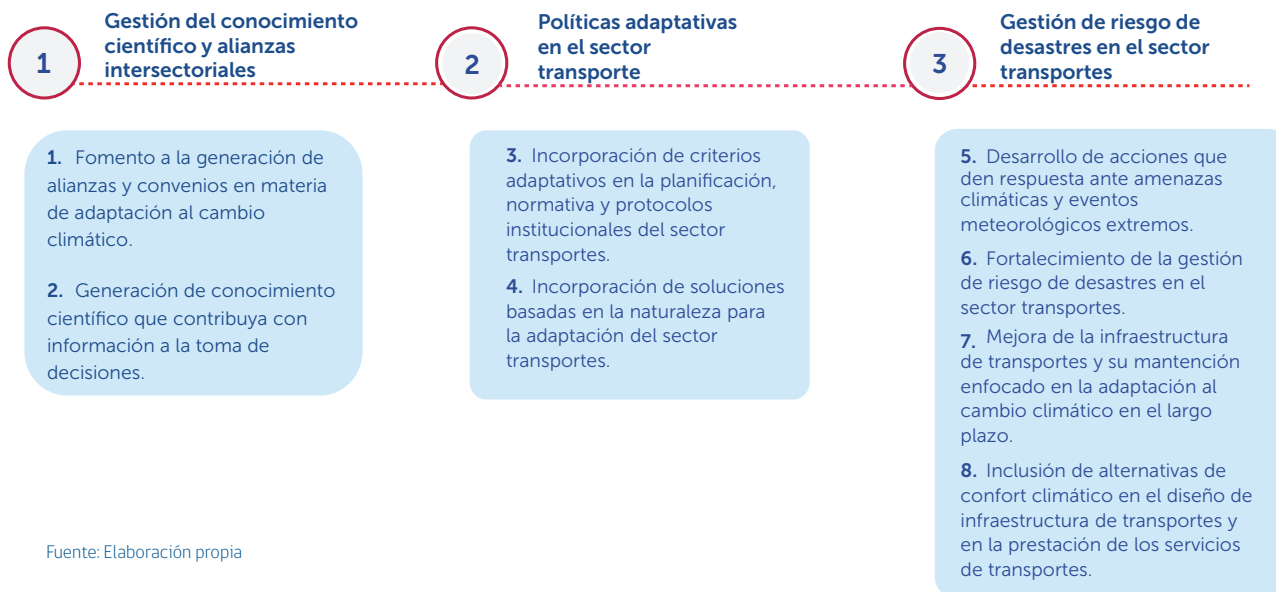 1
Gestión del conocimiento
científico y alianzas
intersectoriales
1. Fomento a la generación de
alianzas y convenios en materia
de adaptación al cambio
climático.
2. Generación de conocimiento
científico que contribuya con
información a la toma de
decisiones.
2
Políticas adaptativas
en el sector
transporte
3. Incorporación de criterios
adaptativos en la planificación,
normativa y protocolos
institucionales del sector
transportes.
4. Incorporación de soluciones
basadas en la naturaleza para
la adaptación del sector
transportes.
3
Gestión de riesgo de
desastres en el sector
transportes
5. Desarrollo de acciones que
den respuesta ante amenazas
climáticas y eventos
meteorológicos extremos.
6. Fortalecimiento de la gestión
de riesgo de desastres en el
sector transportes.
7. Mejora de la infraestructura
de transportes y su mantención
enfocado en la adaptación al
cambio climático en el largo
plazo.
8. Inclusión de alternativas de
confort climático en el diseño de
infraestructura de transportes y
en la prestación de los servicios
de transportes.
Fuente: Elaboración propia